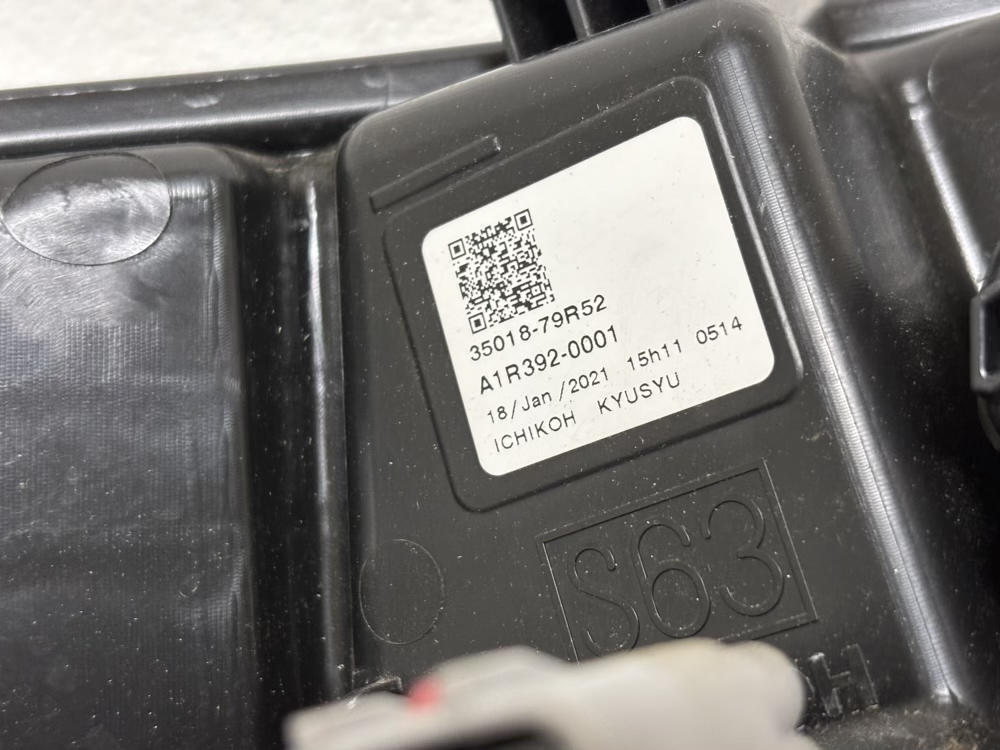 35018-79R52
A1R392-0001
18/Jan/2021 15h11 0514
ICHIKOH KYUSYU
S63